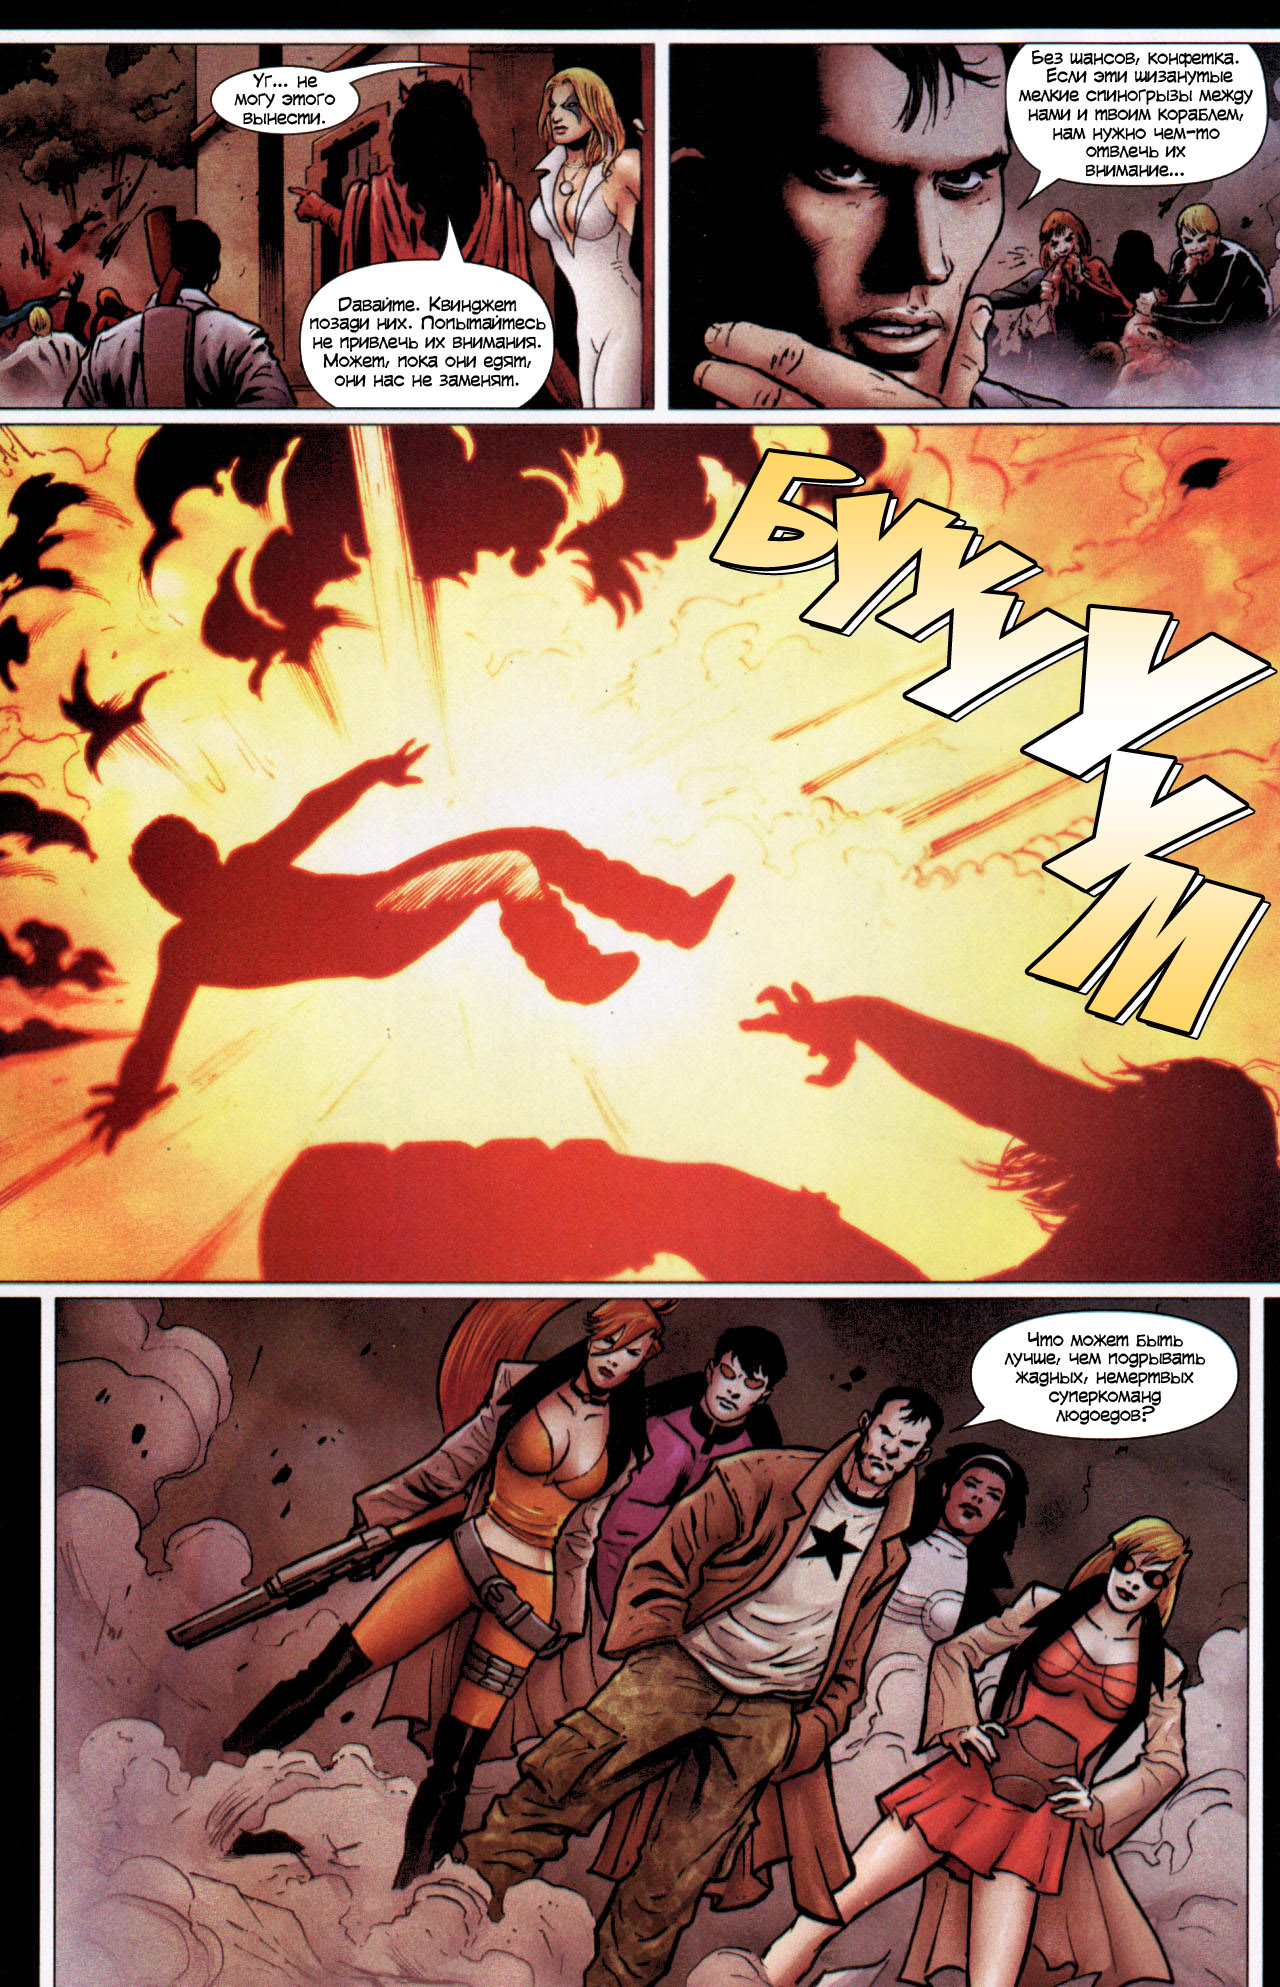 Уг... не
могу этого
вынести.
Давайте. Квинджет
позади них. Попытайтесь
не привлечь их внимания.
Может, пока они едят,
они нас не заменят.
Без шансов, конфетка.
Если эти шизанутые
мелкие спиногрызы между
нами и твоим кораблем,
нам нужно чем-то
отвлечь их
внимание...
БУЖУУУМ
Что может быть
лучше, чем подрывать
жадных, немертвых
суперкоманд
людоедов?